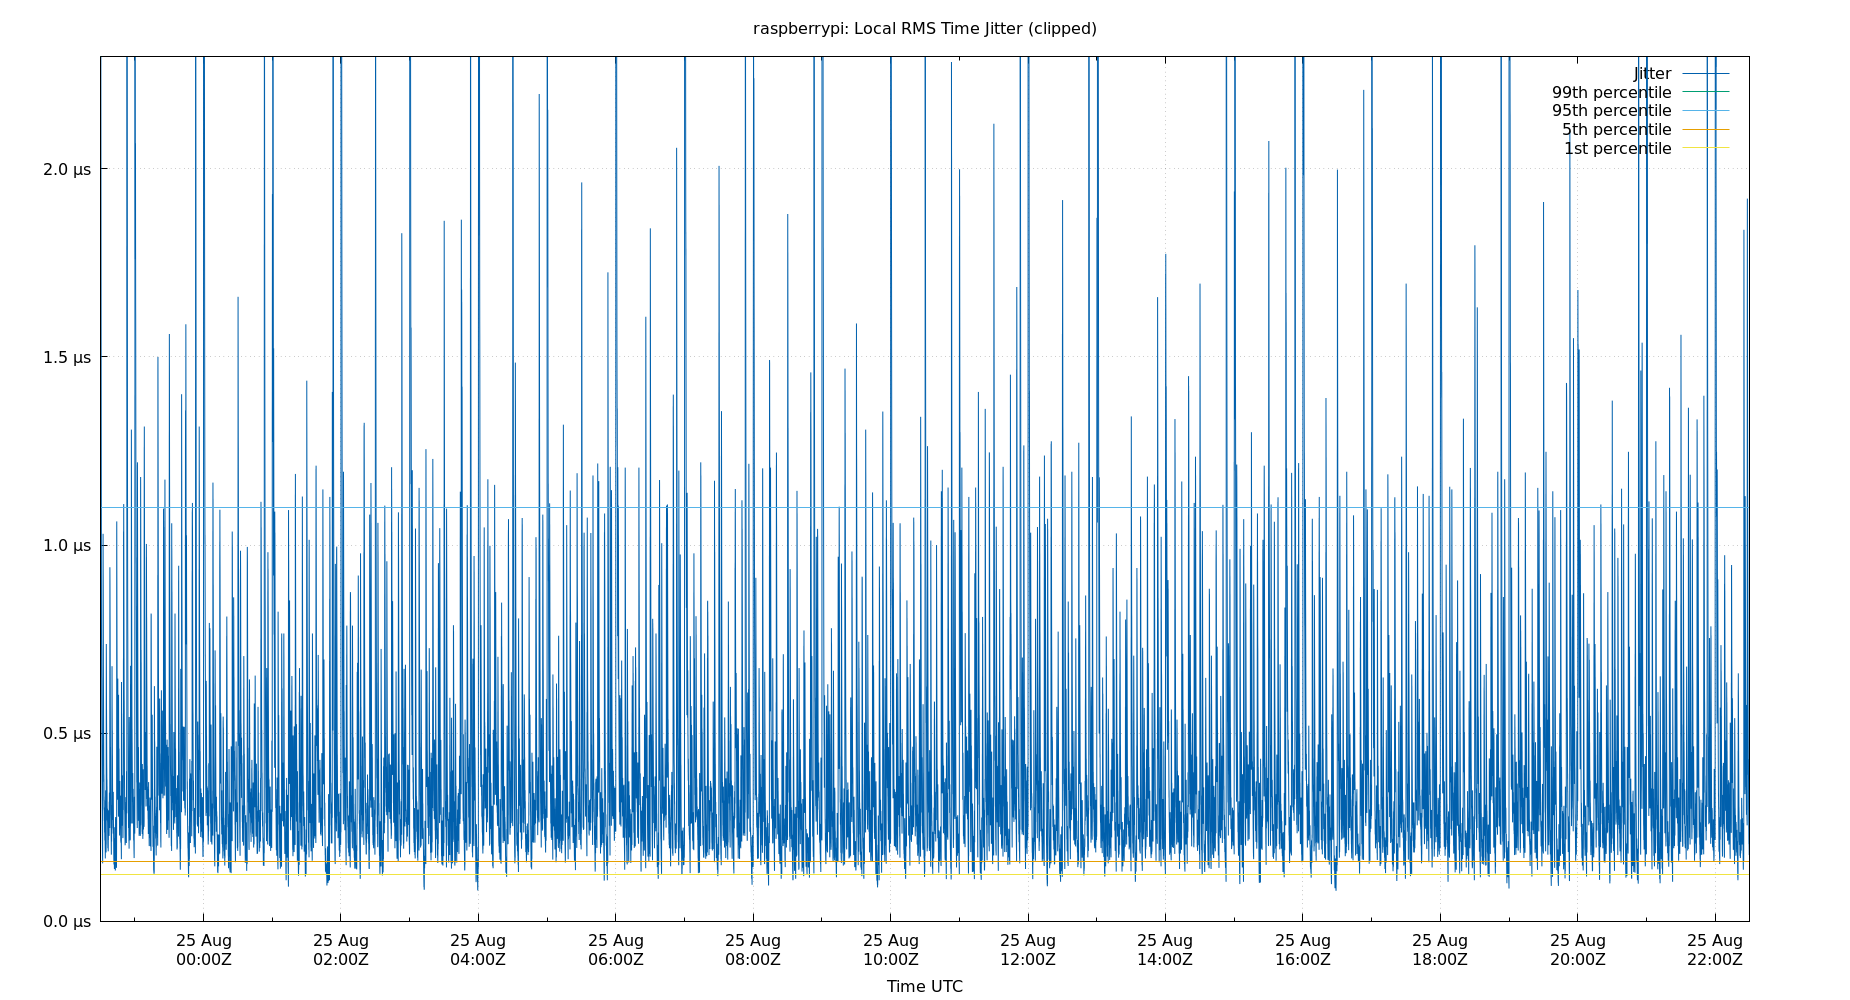 raspberrypi: Local RMS Time Jitter (clipped)
Jitter
99th percentile
95th percentile
5th percentile
1st percentile
2.0 µs
1.5 µs
1.0 µs
0.5 µs
0.0 µs
25 Aug 25 Aug 25 Aug 25 Aug 25 Aug 25 Aug 25 Aug 25 Aug 25 Aug 25 Aug 25 Aug 25 Aug
00:00Z 02:00Z 04:00Z 06:00Z 08:00Z 10:00Z 12:00Z 14:00Z 16:00Z 18:00Z 20:00Z 22:00Z
Time UTC